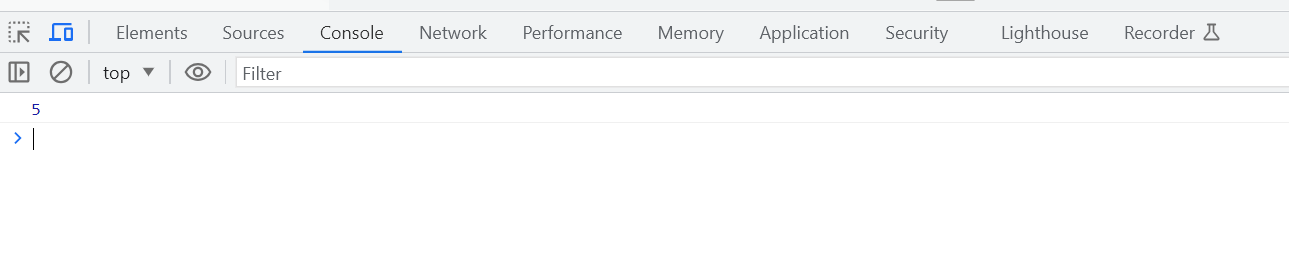 Elements Sources Console Network Performance Memory Application Security Lighthouse Recorder
top Filter
5